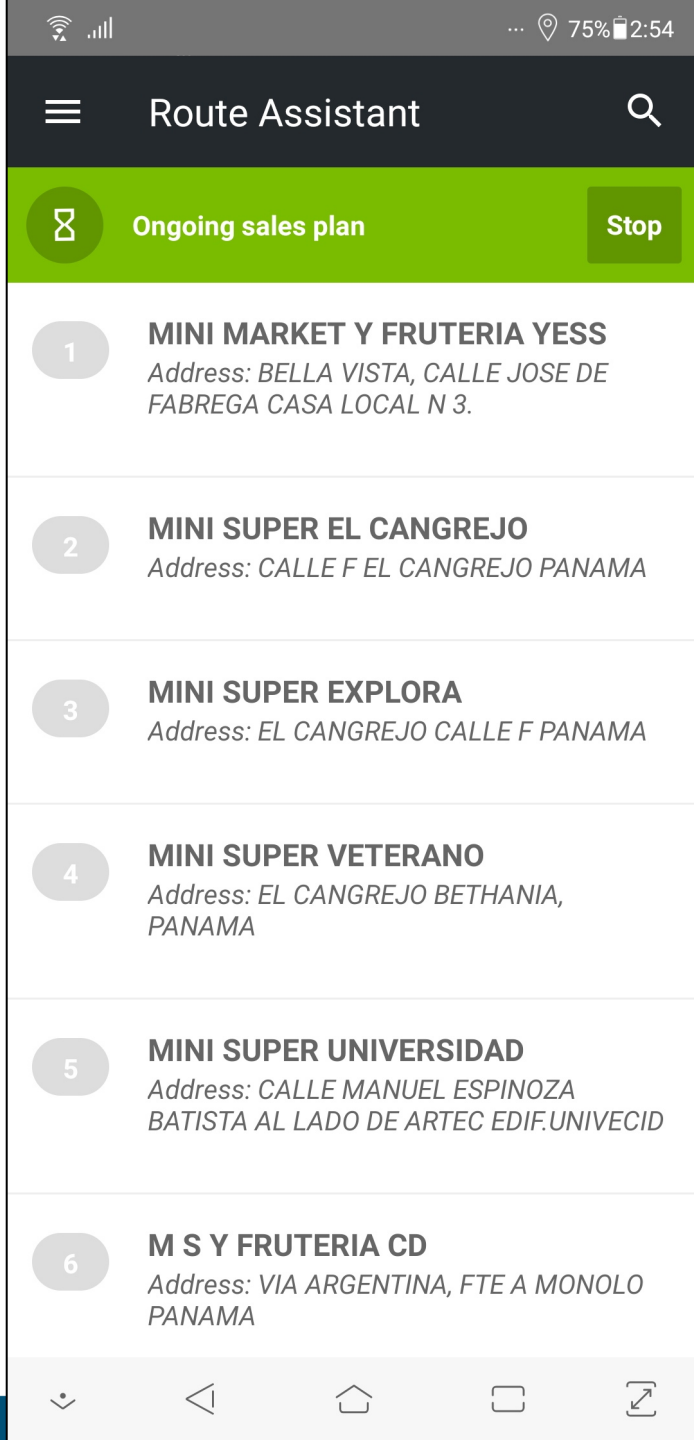 ... 75% 2:54
Route Assistant
Ongoing sales plan
Stop
1
MINI MARKET Y FRUTERIA YESS
Address: BELLA VISTA, CALLE JOSE DE
FABREGA CASA LOCAL N 3.
2
MINI SUPER EL CANGREJO
Address: CALLE F EL CANGREJO PANAMA
3
MINI SUPER EXPLORA
Address: EL CANGREJO CALLE F PANAMA
4
MINI SUPER VETERANO
Address: EL CANGREJO BETHANIA,
PANAMA
5
MINI SUPER UNIVERSIDAD
Address: CALLE MANUEL ESPINOZA
BATISTA AL LADO DE ARTEC EDIF.UNIVECID
6
M S Y FRUTERIA CD
Address: VIA ARGENTINA, FTE A MONOLO
PANAMA